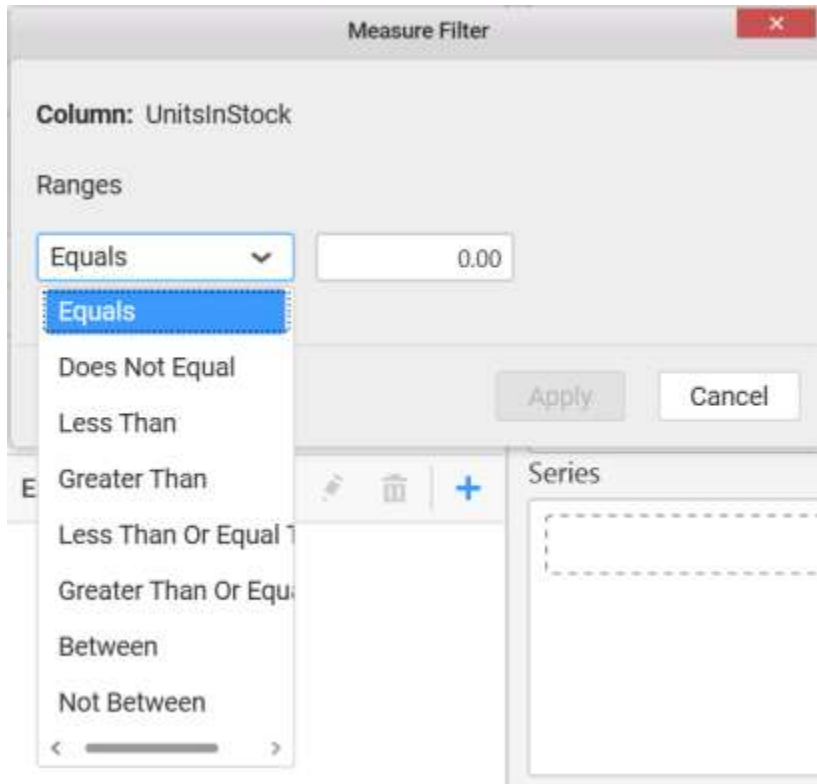 Measure Filter
Column: UnitsInStock
Ranges
Equals
0.00
Equals
Does Not Equal
Less Than
Greater Than
Less Than Or Equal
Greater Than Or
Between
Not Between
Apply
Cancel
E
Series